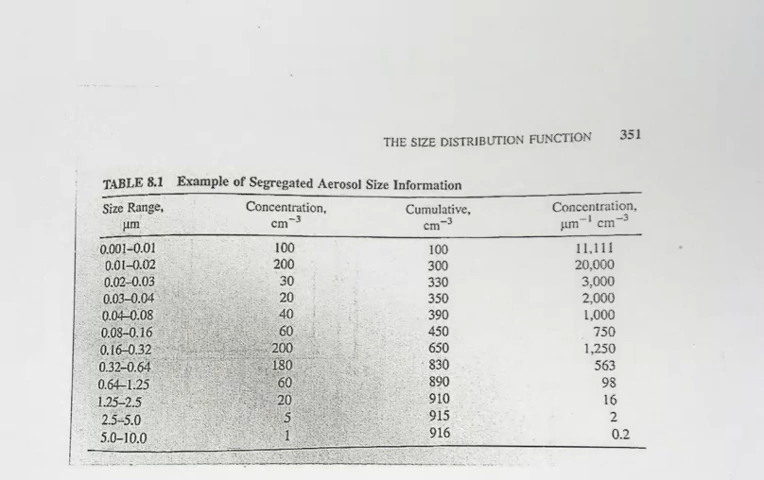 THE SIZE DISTRIBUTION FUNCTION 351
TABLE 8.1 Example of Segregated Aerosol Size Information
Size Range, Concentration, Cumulative, Concentration,
μm cm⁻³ cm⁻³ μm⁻¹ cm⁻³
0.001–0.01 100 100 11,111
0.01–0.02 200 300 20,000
0.02–0.03 30 330 3,000
0.03–0.04 20 350 2,000
0.04–0.08 40 390 1,000
0.08–0.16 60 450 750
0.16–0.32 200 650 1,250
0.32–0.64 180 830 563
0.64–1.25 60 890 98
1.25–2.5 20 910 16
2.5–5.0 5 915 2
5.0–10.0 1 916 0.2